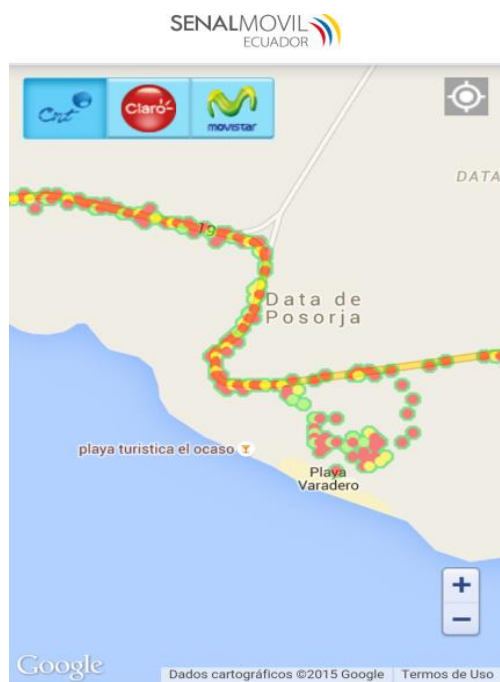 SENALMOVIL
ECUADOR
Cnt
Claro
movistar
DATA
19
Data de
Posorja
playa turistica el ocaso
Playa
Varadero
+
−
Google
Dados cartográficos ©2015 Google
Termos de Uso